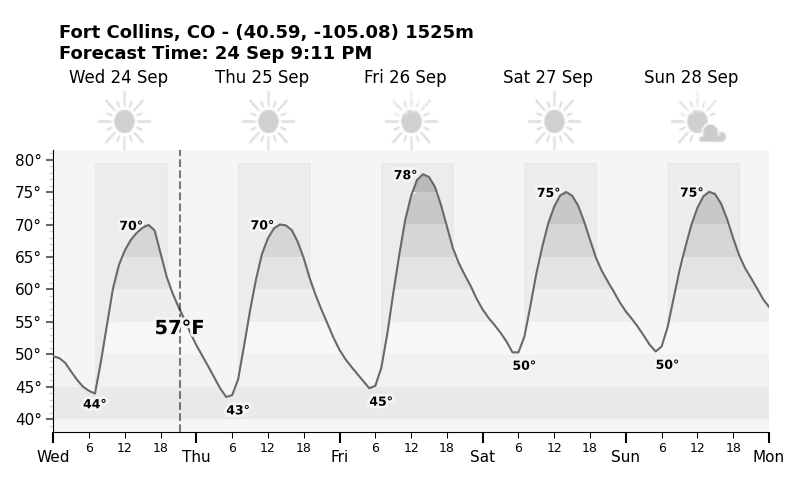 Fort Collins, CO - (40.59, -105.08) 1525m
Forecast Time: 24 Sep 9:11 PM
Wed 24 Sep Thu 25 Sep Fri 26 Sep Sat 27 Sep Sun 28 Sep
80°
75°
70°
65°
60°
55°
50°
45°
40°
70° 70° 78° 75° 75°
57°F
44° 43° 45° 50° 50°
6 12 18 6 12 18 6 12 18 6 12 18 6 12 18
Wed Thu Fri Sat Sun Mon